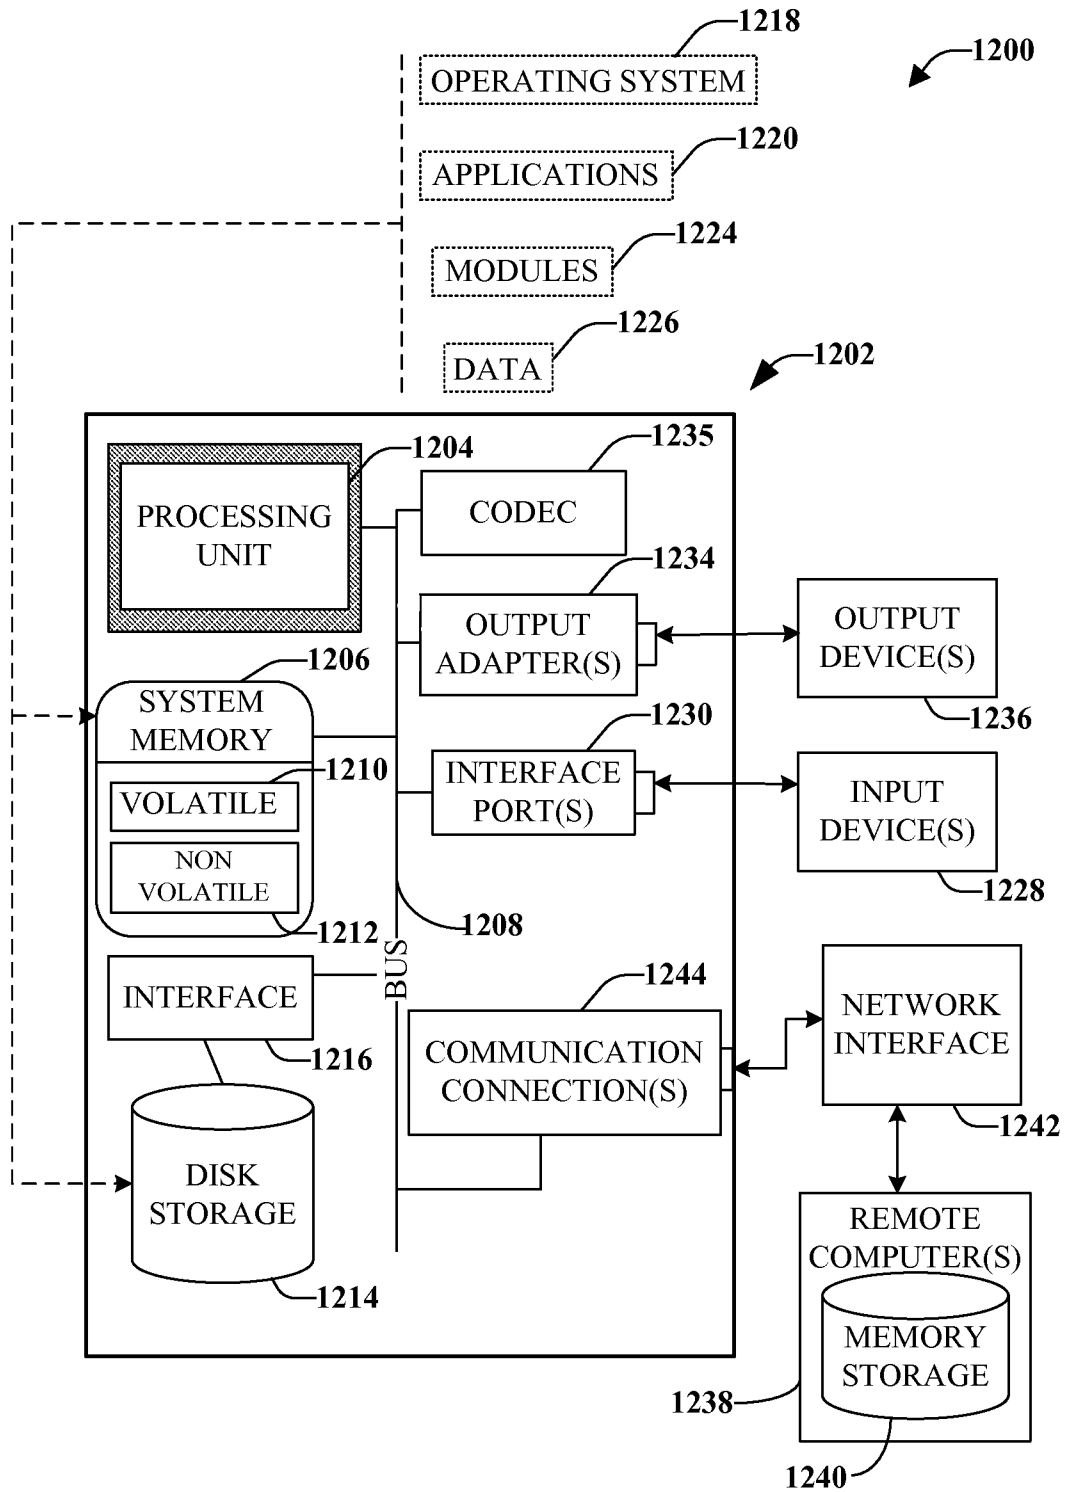 1218
1200
OPERATING SYSTEM
1220
APPLICATIONS
1224
MODULES
1226
DATA
1202
1204
PROCESSING
UNIT
1235
CODEC
1234
OUTPUT
ADAPTER(S)
OUTPUT
DEVICE(S)
1236
1206
SYSTEM
MEMORY
1210
VOLATILE
NON
VOLATILE
1212
1230
INTERFACE
PORT(S)
INPUT
DEVICE(S)
1228
1208
BUS
INTERFACE
1216
1244
COMMUNICATION
CONNECTION(S)
NETWORK
INTERFACE
1242
DISK
STORAGE
1214
REMOTE
COMPUTER(S)
MEMORY
STORAGE
1238
1240